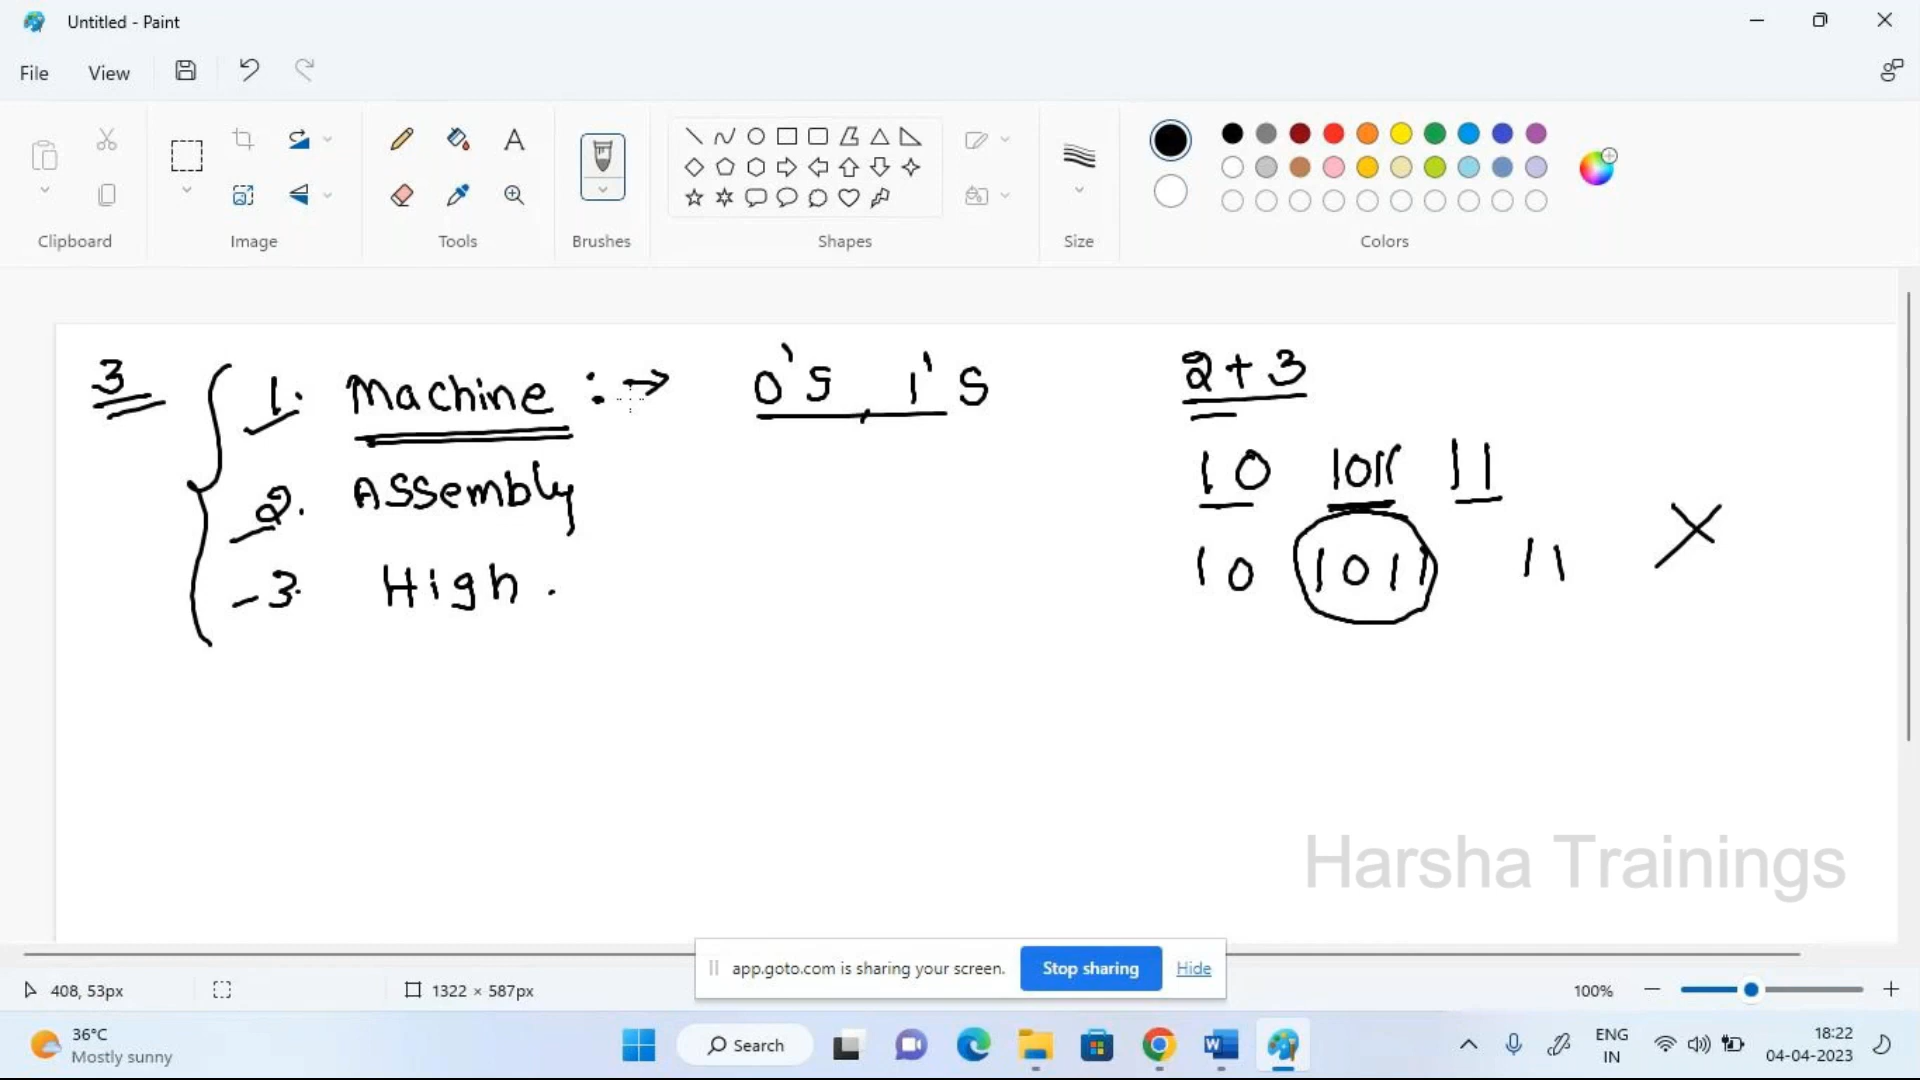 Untitled - Paint
File View
Clipboard Image Tools Brushes Shapes Size Colors
3 1. Machine :→ 0's, 1's
2. Assembly
3. High.
2 + 3
10 1011 11
10 1011 11
Harsha Trainings
app.goto.com is sharing your screen. Stop sharing Hide
408, 53px 1322 × 587px 100%
36°C
Mostly sunny
Search
ENG
IN
18:22
04-04-2023